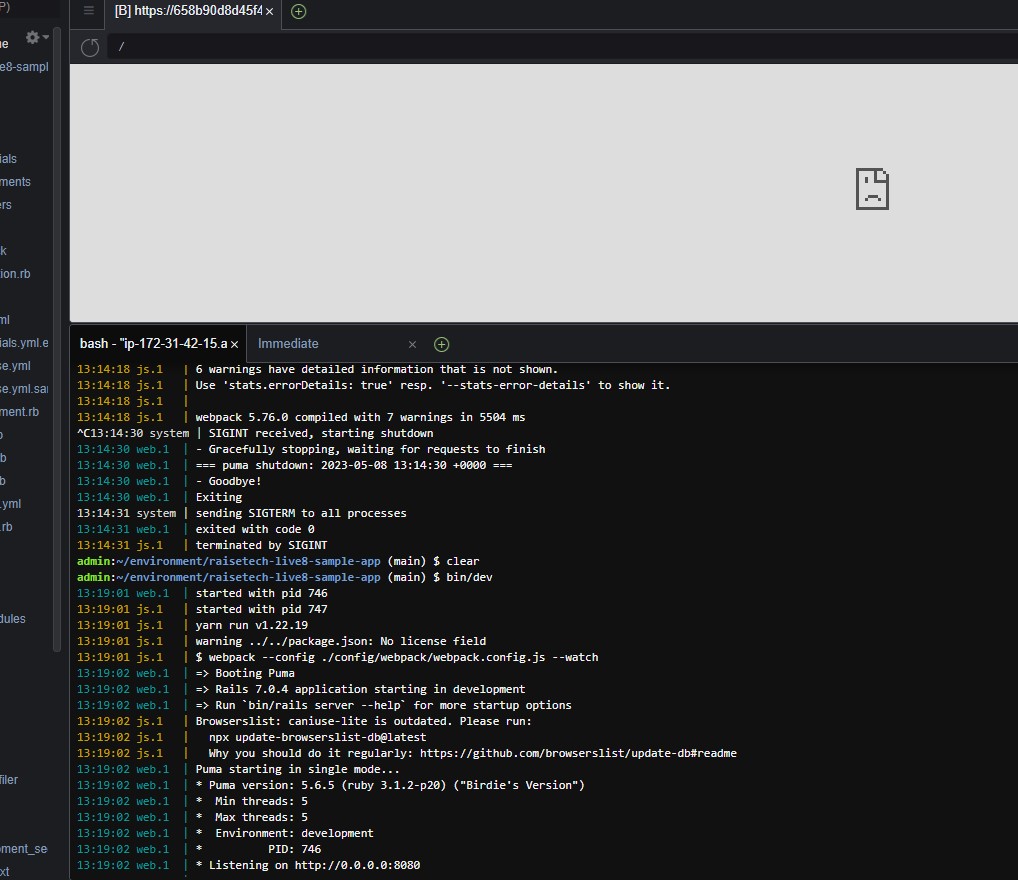 P)
[B] https://658b90d8d45f4 ×
/
ne
e8-sampl
ials
ments
ers
k
tion.rb
ml
ials.yml.e
se.yml
se.yml.sa
ment.rb
b
b
.yml
.rb
dules
filer
pment_se
xt
bash - "ip-172-31-42-15.a ×
Immediate ×
13:14:18 js.1 | 6 warnings have detailed information that is not shown.
13:14:18 js.1 | Use 'stats.errorDetails: true' resp. '--stats-error-details' to show it.
13:14:18 js.1 |
13:14:18 js.1 | webpack 5.76.0 compiled with 7 warnings in 5504 ms
^C13:14:30 system | SIGINT received, starting shutdown
13:14:30 web.1 | - Gracefully stopping, waiting for requests to finish
13:14:30 web.1 | === puma shutdown: 2023-05-08 13:14:30 +0000 ===
13:14:30 web.1 | - Goodbye!
13:14:30 web.1 | Exiting
13:14:31 system | sending SIGTERM to all processes
13:14:31 web.1 | exited with code 0
13:14:31 js.1 | terminated by SIGINT
admin:~/environment/raisetech-live8-sample-app (main) $ clear
admin:~/environment/raisetech-live8-sample-app (main) $ bin/dev
13:19:01 web.1 | started with pid 746
13:19:01 js.1 | started with pid 747
13:19:01 js.1 | yarn run v1.22.19
13:19:01 js.1 | warning ../../package.json: No license field
13:19:01 js.1 | $ webpack --config ./config/webpack/webpack.config.js --watch
13:19:02 web.1 | => Booting Puma
13:19:02 web.1 | => Rails 7.0.4 application starting in development
13:19:02 web.1 | => Run `bin/rails server --help` for more startup options
13:19:02 js.1 | Browserslist: caniuse-lite is outdated. Please run:
13:19:02 js.1 | npx update-browserslist-db@latest
13:19:02 js.1 | Why you should do it regularly: https://github.com/browserslist/update-db#readme
13:19:02 web.1 | Puma starting in single mode...
13:19:02 web.1 | * Puma version: 5.6.5 (ruby 3.1.2-p20) ("Birdie's Version")
13:19:02 web.1 | * Min threads: 5
13:19:02 web.1 | * Max threads: 5
13:19:02 web.1 | * Environment: development
13:19:02 web.1 | * PID: 746
13:19:02 web.1 | * Listening on http://0.0.0.0:8080